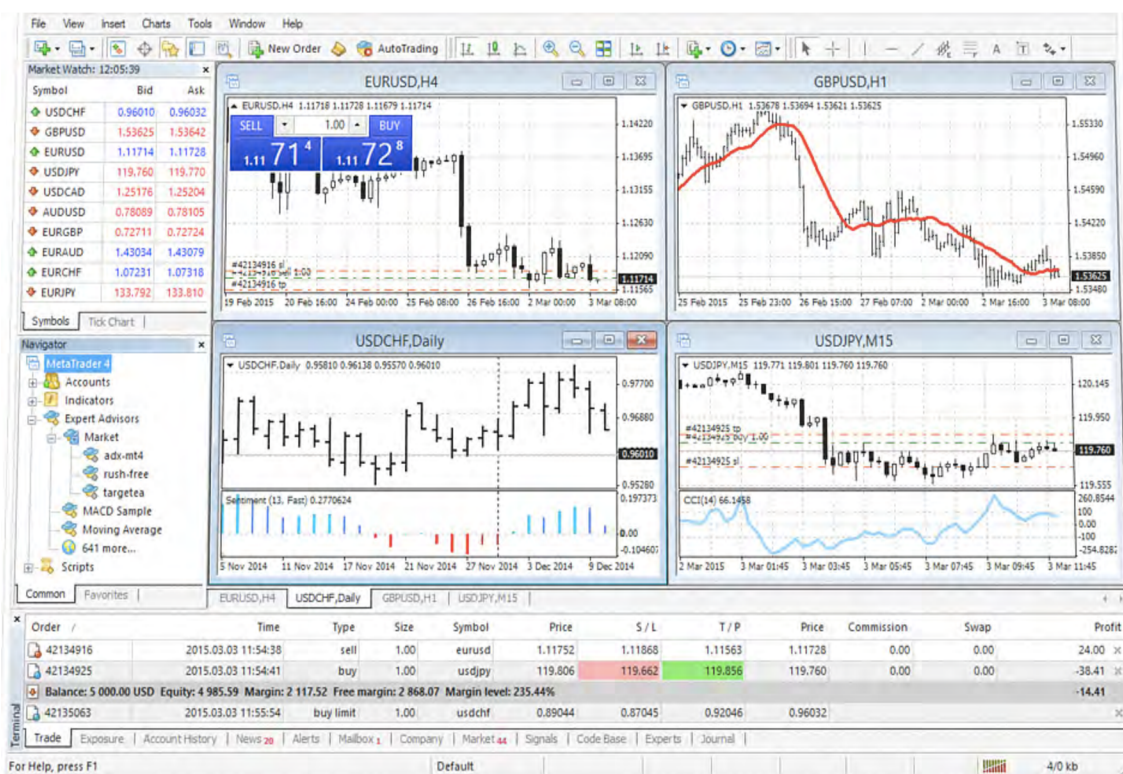 File View Insert Charts Tools Window Help
New Order AutoTrading
Market Watch: 12:05:39
Symbol Bid Ask
USDCHF 0.96010 0.96032
GBPUSD 1.53625 1.53642
EURUSD 1.11714 1.11728
USDJPY 119.760 119.770
USDCAD 1.25176 1.25204
AUDUSD 0.78089 0.78105
EURGBP 0.72711 0.72724
EURAUD 1.43034 1.43079
EURCHF 1.07231 1.07318
EURJPY 133.792 133.810
Symbols Tick Chart
Navigator
MetaTrader 4
Accounts
Indicators
Expert Advisors
Market
adx-mt4
rush-free
targetea
MACD Sample
Moving Average
641 more...
Scripts
Common Favorites
EURUSD,H4
EURUSD,H4 1.11718 1.11728 1.11679 1.11714
SELL 1.00 BUY
1.11 71 4 1.11 72 8
1.14220
1.13695
1.13155
1.12630
1.12090
1.11714
1.11565
#42134916 sl
#42134916 sell 1.00
#42134916 tp
19 Feb 2015 20 Feb 16:00 24 Feb 00:00 25 Feb 08:00 26 Feb 16:00 2 Mar 00:00 3 Mar 08:00
GBPUSD,H1
GBPUSD,H1 1.53678 1.53694 1.53621 1.53625
1.55330
1.54960
1.54590
1.54220
1.53850
1.53625
1.53480
25 Feb 2015 25 Feb 23:00 26 Feb 15:00 27 Feb 07:00 2 Mar 00:00 2 Mar 16:00 3 Mar 08:00
USDCHF,Daily
USDCHF,Daily 0.95810 0.96138 0.95570 0.96010
0.97700
0.96880
0.96010
0.95280
Sentiment (13, Fast) 0.2770624
0.197373
0.00
-0.104607
5 Nov 2014 11 Nov 2014 17 Nov 2014 21 Nov 2014 27 Nov 2014 3 Dec 2014 9 Dec 2014
USDJPY,M15
USDJPY,M15 119.771 119.801 119.760 119.760
120.145
119.950
119.760
119.555
#42134925 tp
#42134925 buy 1.00
#42134925 sl
CCI(14) 66.1458
260.8544
100
0.00
-100
-254.8282
2 Mar 2015 3 Mar 01:45 3 Mar 03:45 3 Mar 05:45 3 Mar 07:45 3 Mar 09:45 3 Mar 11:45
EURUSD,H4 USDCHF,Daily GBPUSD,H1 USDJPY,M15
Order / Time Type Size Symbol Price S / L T / P Price Commission Swap Profit
42134916 2015.03.03 11:54:38 sell 1.00 eurusd 1.11752 1.11868 1.11563 1.11728 0.00 0.00 24.00
42134925 2015.03.03 11:54:41 buy 1.00 usdjpy 119.806 119.662 119.856 119.760 0.00 0.00 -38.41
Balance: 5 000.00 USD Equity: 4 985.59 Margin: 2 117.52 Free margin: 2 868.07 Margin level: 235.44% -14.41
42135063 2015.03.03 11:55:54 buy limit 1.00 usdchf 0.89044 0.87045 0.92046 0.96032
Terminal
Trade Exposure Account History News 20 Alerts Mailbox 1 Company Market 44 Signals Code Base Experts Journal
For Help, press F1 Default 4/0 kb